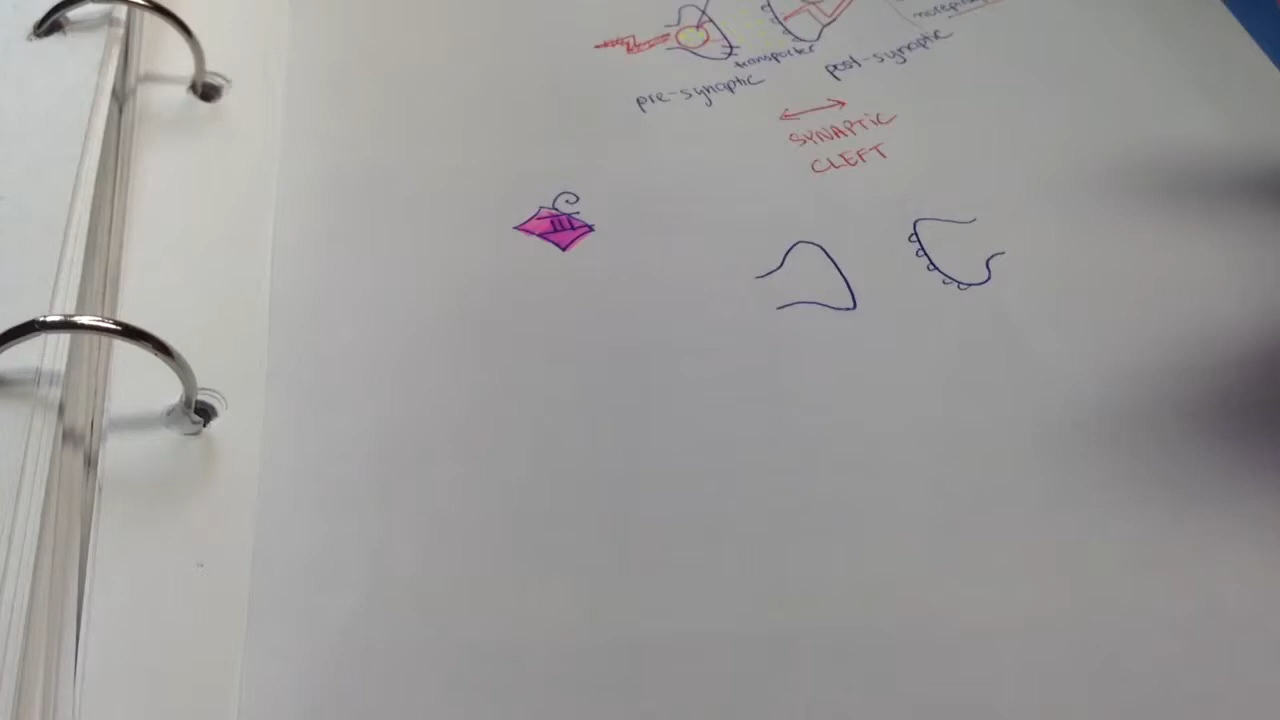 transporter
pre-synaptic
post-synaptic
SYNAPTIC
CLEFT